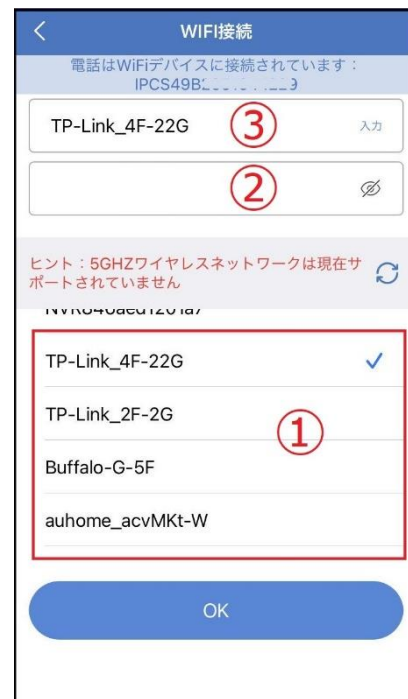 WIFI接続
電話はWiFiデバイスに接続されています：
IPCS49B
TP-Link_4F-22G ③ 入力
②
ヒント：5GHZワイヤレスネットワークは現在サ
ポートされていません
TP-Link_4F-22G
TP-Link_2F-2G
①
Buffalo-G-5F
auhome_acvMKt-W
OK